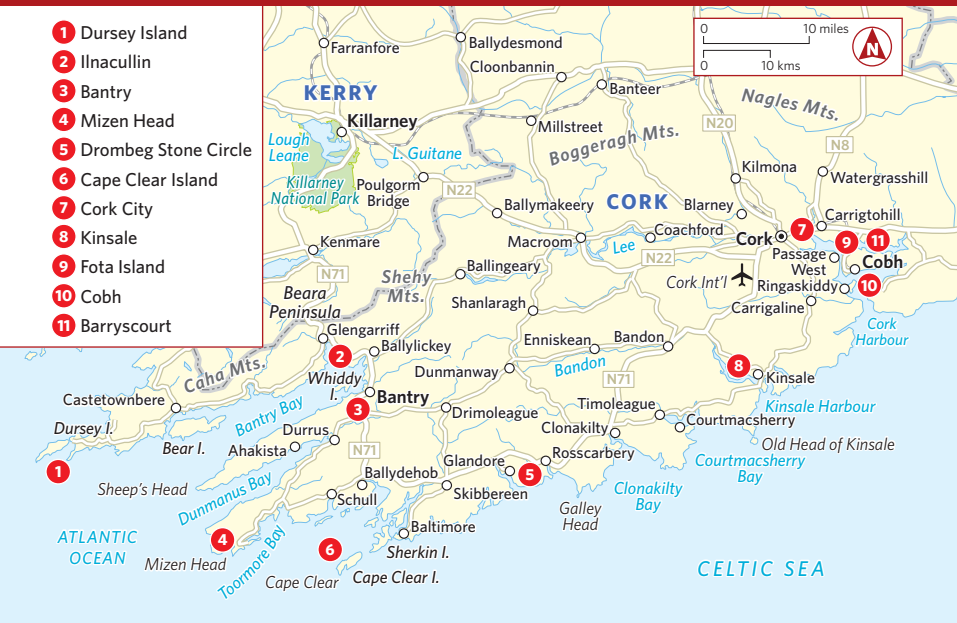 1 Dursey Island
2 Ilnacullin
3 Bantry
4 Mizen Head
5 Drombeg Stone Circle
6 Cape Clear Island
7 Cork City
8 Kinsale
9 Fota Island
10 Cobh
11 Barryscourt
0 10 miles
0 10 kms
N
Farranfore
Ballydesmond
Cloonbannin
Banteer
KERRY
Killarney
Millstreet
Boggeragh Mts.
Nagles Mts.
N20
N8
Lough
Leane
L. Guitane
Killarney
National Park
Poulgorm
Bridge
N22
Kilmona
Watergrasshill
Ballymakeery
CORK
Blarney
Carrigtohill
Kenmare
Macroom
Lee
Coachford
Cork
7
9
11
N22
Passage
West
Cobh
N71
Shehy
Mts.
Ballingeary
Cork Int'l
Ringaskiddy
10
Beara
Peninsula
Shanlaragh
Carrigaline
Cork
Harbour
Glengarriff
2
Ballylickey
Enniskean
Bandon
Bandon
Caha Mts.
Whiddy
I.
Dunmanway
N71
8
Kinsale
Castletownbere
Bantry Bay
3
Bantry
Drimoleague
Timoleague
Kinsale Harbour
Dursey I.
Bear I.
Durrus
Ahakista
N71
Clonakilty
Courtmacsherry
Old Head of Kinsale
1
Sheep's Head
Dunmanus Bay
Ballydehob
Glandore
5
Rosscarbery
Courtmacsherry
Bay
Schull
Skibbereen
Galley
Head
Clonakilty
Bay
ATLANTIC
OCEAN
4
Mizen Head
Toormore Bay
6
Baltimore
Sherkin I.
Cape Clear
Cape Clear I.
CELTIC SEA